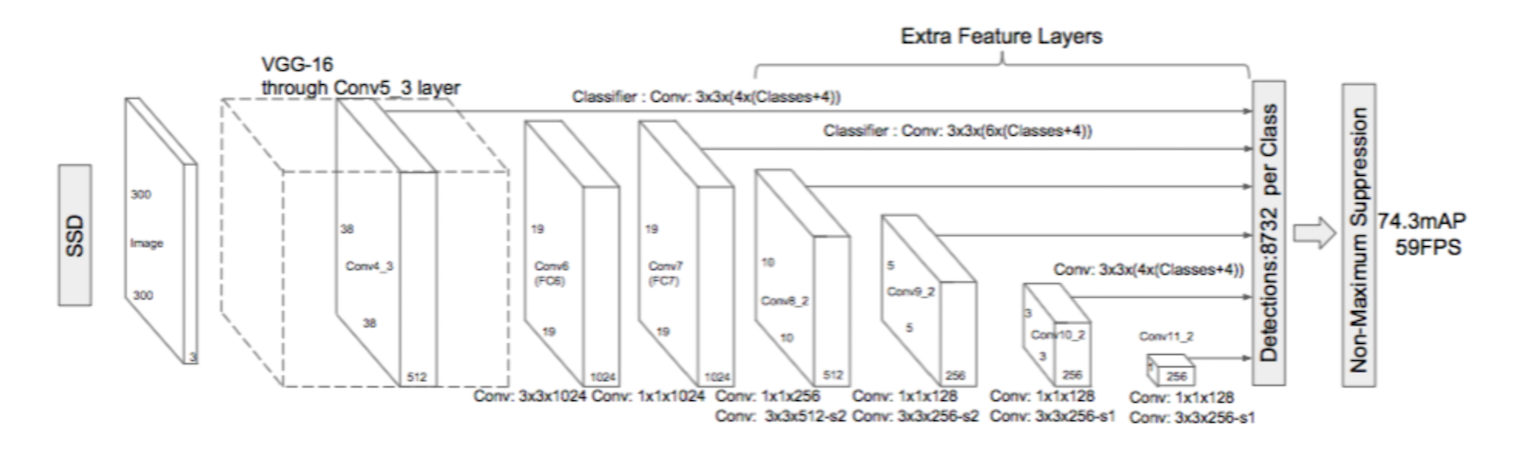 Extra Feature Layers
VGG-16
through Conv5_3 layer
Classifier : Conv: 3x3x(4x(Classes+4))
Classifier : Conv: 3x3x(6x(Classes+4))
SSD
300
Image
300
3
38
Conv4_3
38
512
19
Conv6
(FC6)
19
1024
19
Conv7
(FC7)
19
1024
10
Conv8_2
10
512
5
Conv9_2
5
256
Conv: 3x3x(4x(Classes+4))
3
Conv10_2
3
256
Conv11_2
1
256
Conv: 3x3x1024
Conv: 1x1x1024
Conv: 1x1x256
Conv: 3x3x512-s2
Conv: 1x1x128
Conv: 3x3x256-s2
Conv: 1x1x128
Conv: 3x3x256-s1
Conv: 1x1x128
Conv: 3x3x256-s1
Detections:8732 per Class
Non-Maximum Suppression
74.3mAP
59FPS